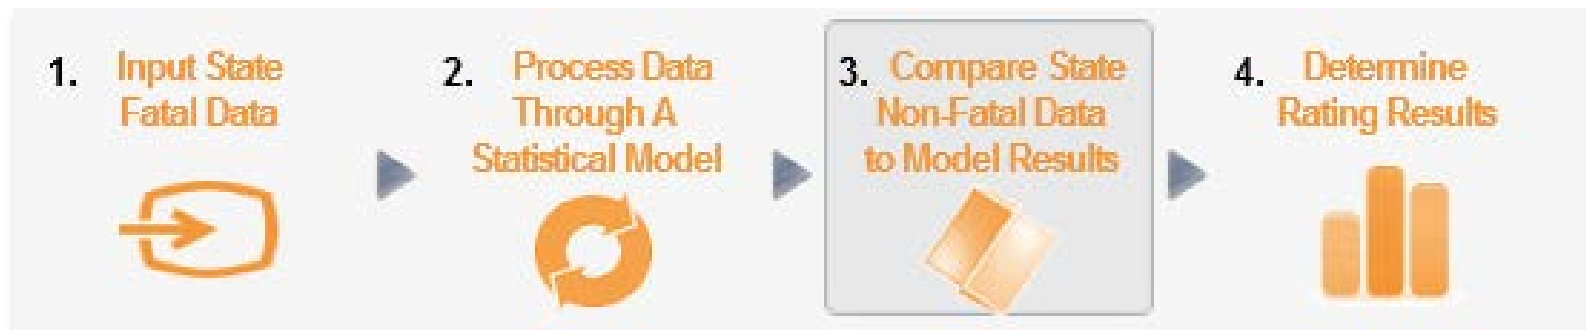 1. Input State
Fatal Data
2. Process Data
Through A
Statistical Model
3. Compare State
Non-Fatal Data
to Model Results
4. Determine
Rating Results